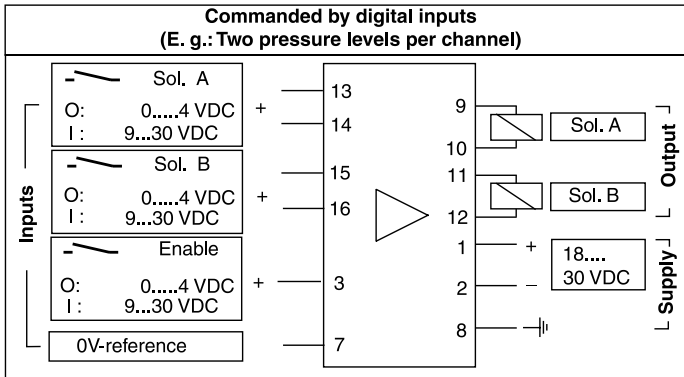 Commanded by digital inputs
(E. g.: Two pressure levels per channel)
Inputs
Sol. A
O: 0.....4 VDC
I : 9...30 VDC
+
13
14
Sol. B
O: 0.....4 VDC
I : 9...30 VDC
+
15
16
Enable
O: 0.....4 VDC
I : 9...30 VDC
+
3
0V-reference
7
9
10
Sol. A
11
12
Sol. B
Output
1
+
2
–
18....
30 VDC
8
Supply